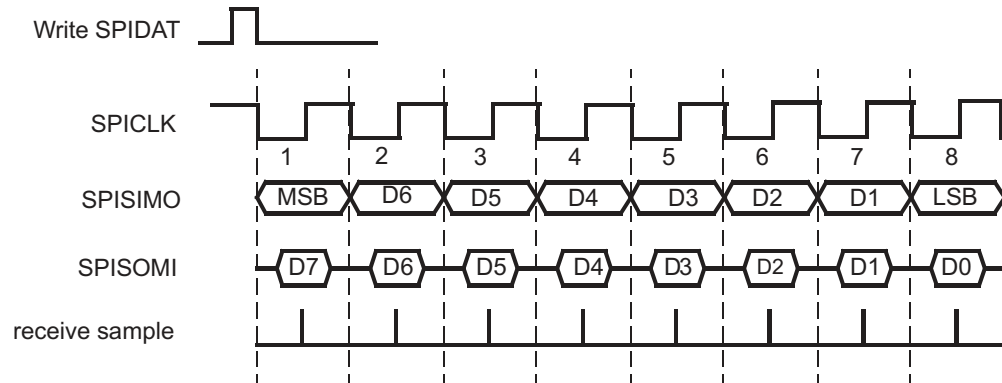 Write SPIDAT
SPICLK
1 2 3 4 5 6 7 8
SPISIMO MSB D6 D5 D4 D3 D2 D1 LSB
SPISOMI D7 D6 D5 D4 D3 D2 D1 D0
receive sample